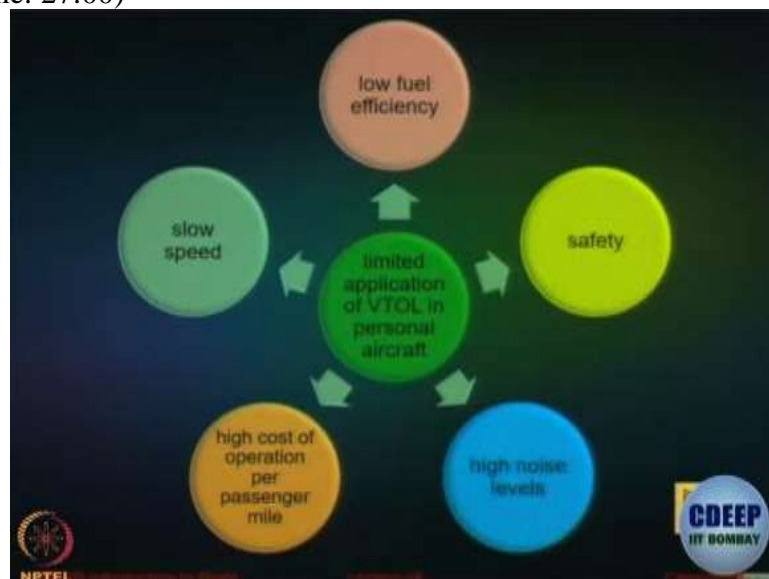 low fuel
efficiency
slow
speed
safety
limited
application
of VTOL in
personal
aircraft
high cost of
operation
per
passenger
mile
high noise
levels
CDEEP
IIT BOMBAY
NPTEL